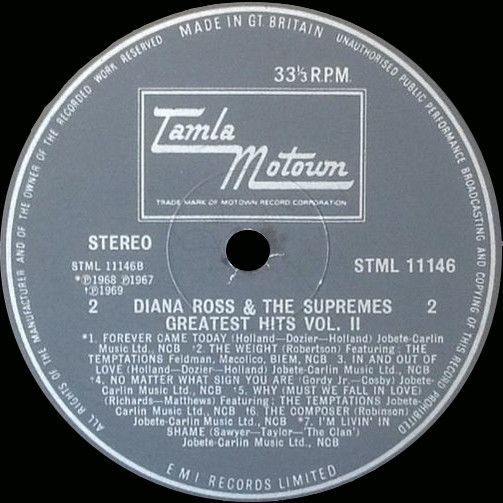 MADE IN GT. BRITAIN
UNAUTHORISED PUBLIC PERFORMANCE BROADCASTING AND COPYING OF THIS RECORD PROHIBITED
ALL RIGHTS OF THE MANUFACTURER AND OF THE OWNER OF THE RECORDED WORK RESERVED
33⅓ R.P.M.
Tamla
Motown
TRADE MARK OF MOTOWN RECORD CORPORATION
STEREO
STML 11146B
STML 11146
*℗1968 ℗1967
†℗1969
2 DIANA ROSS & THE SUPREMES 2
GREATEST HITS VOL. II
*1. FOREVER CAME TODAY (Holland—Dozier—Holland) Jobete-Carlin
Music Ltd., NCB *2. THE WEIGHT (Robertson) Featuring : THE
TEMPTATIONS Feldman, Macolico, BIEM, NCB 3. IN AND OUT OF
LOVE (Holland—Dozier—Holland) Jobete-Carlin Music Ltd., NCB
†4. NO MATTER WHAT SIGN YOU ARE (Gordy Jr.—Cosby) Jobete-
Carlin Music Ltd., NCB *5. WHY (MUST WE FALL IN LOVE)
(Richards—Matthews) Featuring : THE TEMPTATIONS Jobete-
Carlin Music Ltd., NCB †6. THE COMPOSER (Robinson)
Jobete-Carlin Music Ltd., NCB *7. I'M LIVIN' IN
SHAME (Sawyer—Taylor—'The Clan')
Jobete-Carlin Music Ltd., NCB
E M I RECORDS LIMITED